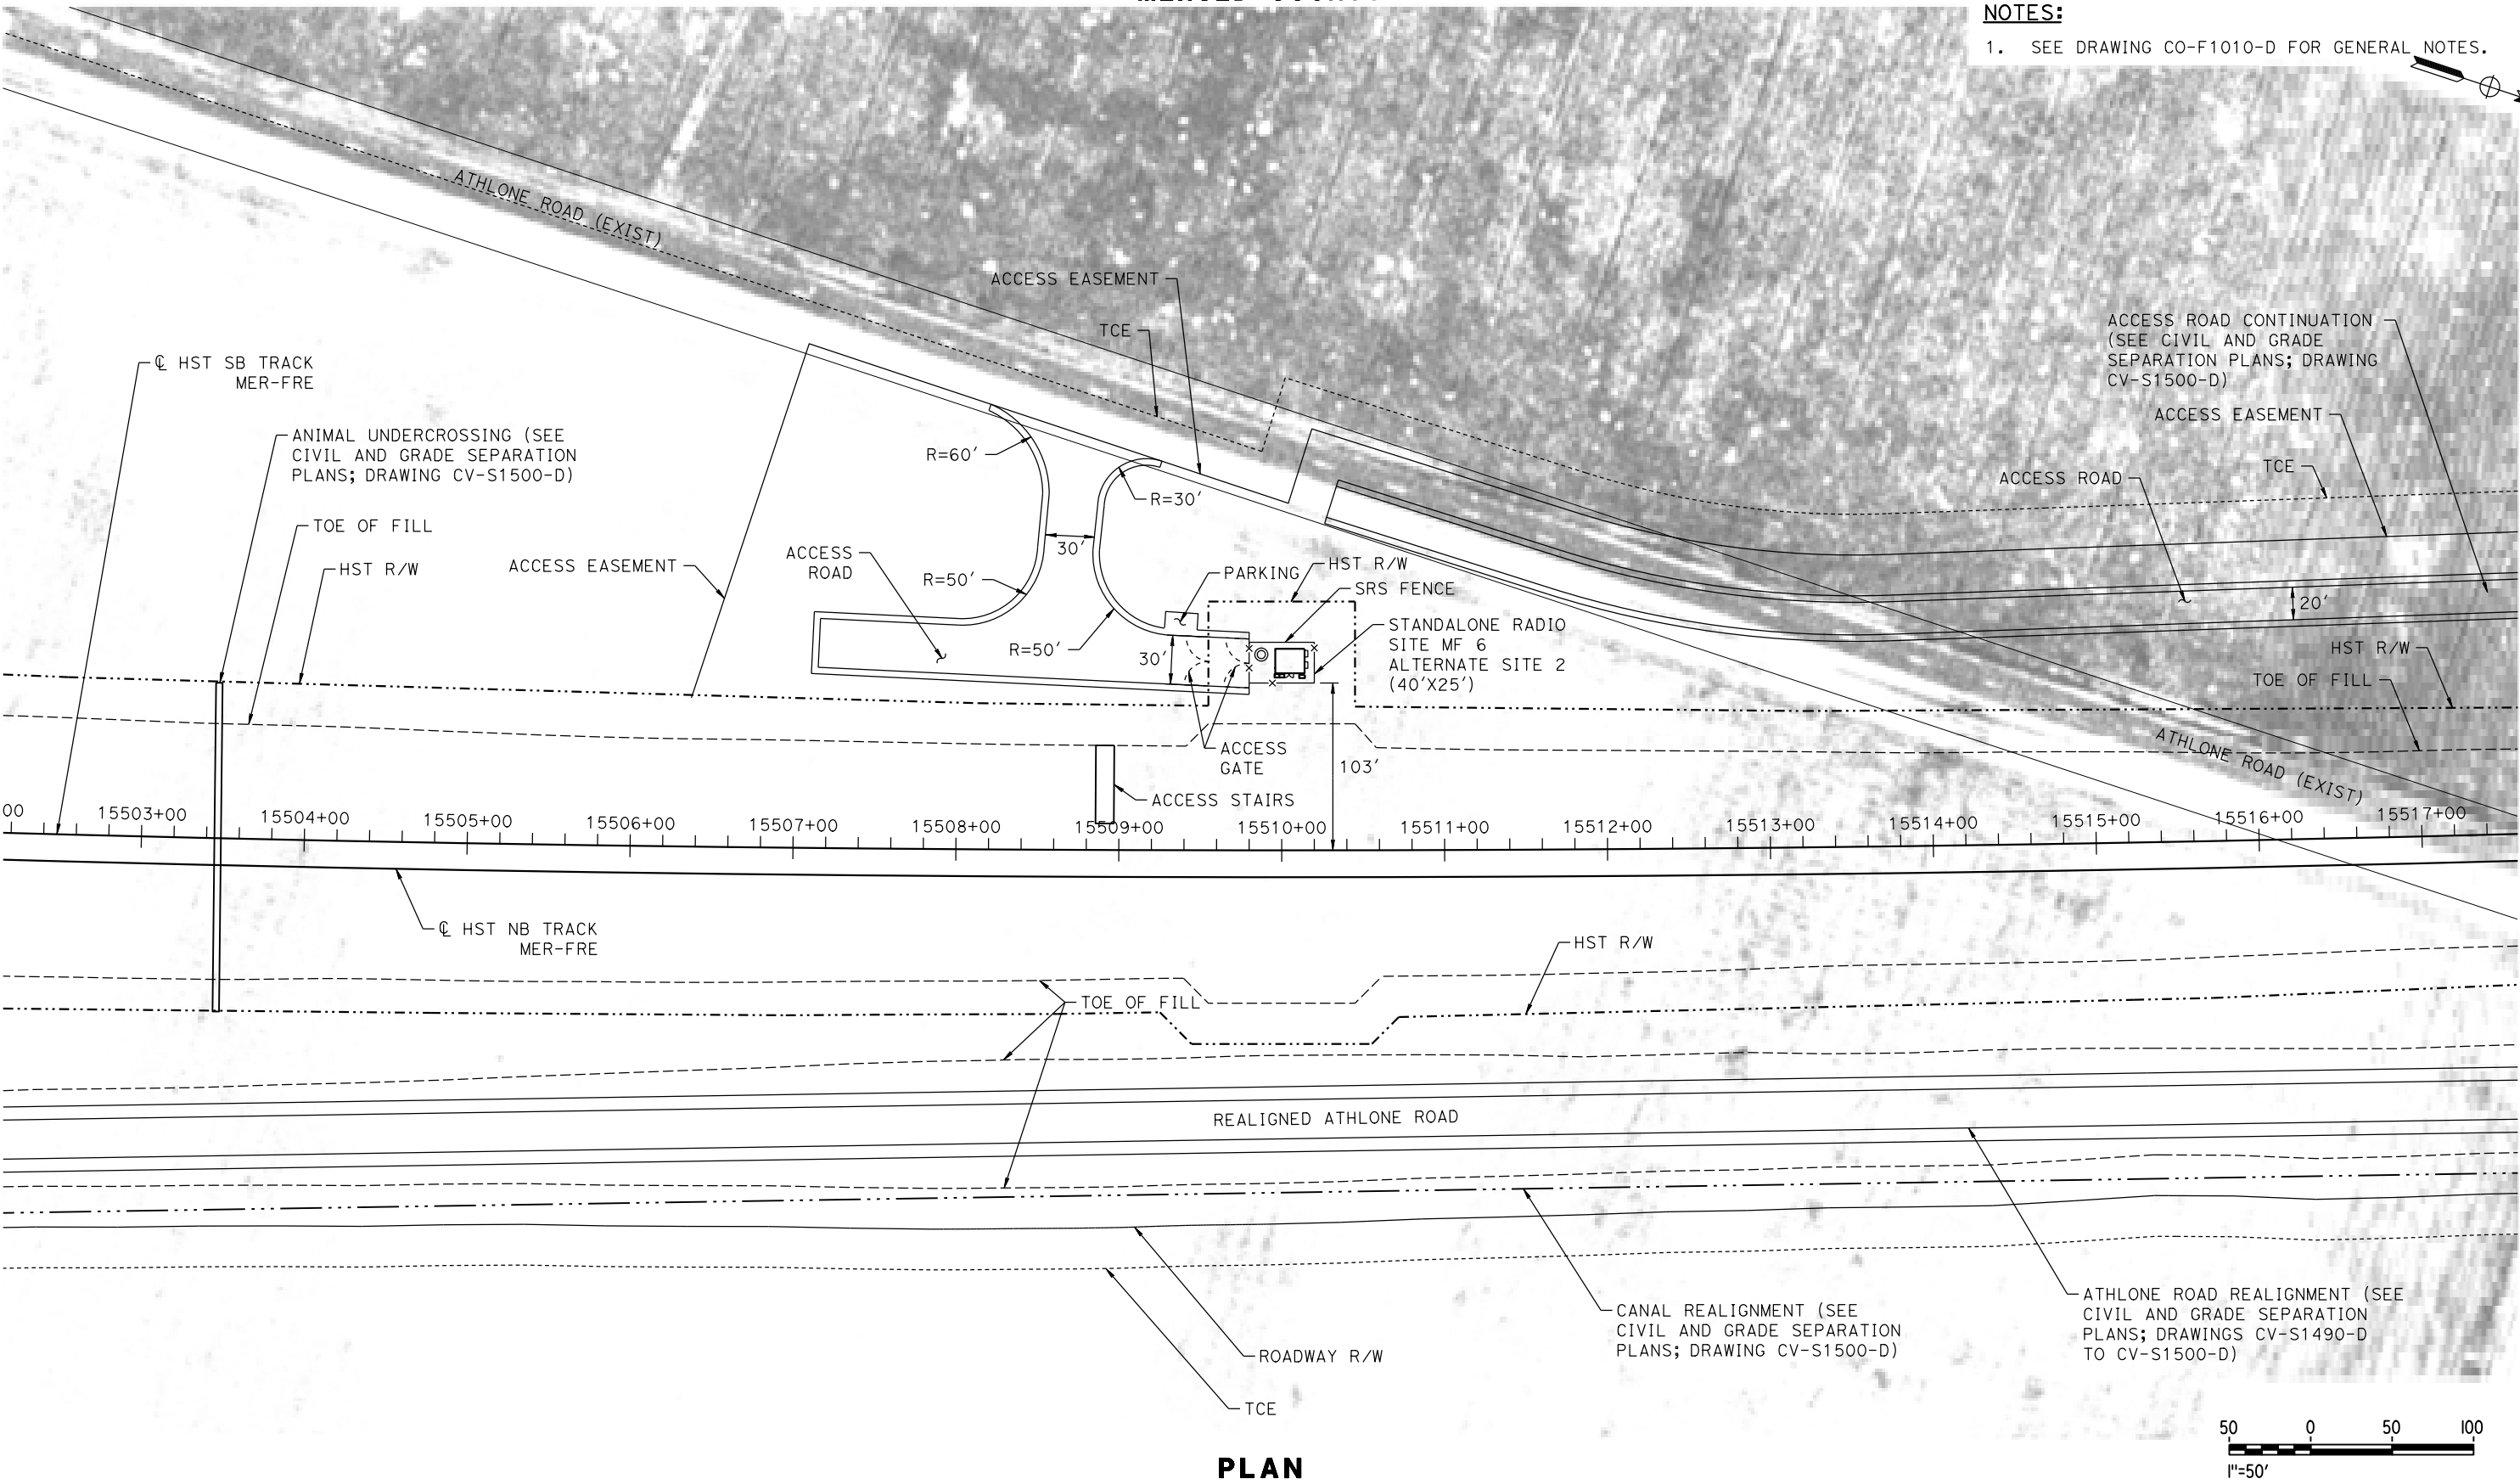 NOTES:
1. SEE DRAWING CO-F1010-D FOR GENERAL NOTES.
ATHLONE ROAD (EXIST)
ACCESS EASEMENT
TCE
ACCESS ROAD CONTINUATION
(SEE CIVIL AND GRADE
SEPARATION PLANS; DRAWING
CV-S1500-D)
ACCESS EASEMENT
TCE
ACCESS ROAD
℄ HST SB TRACK
MER-FRE
ANIMAL UNDERCROSSING (SEE
CIVIL AND GRADE SEPARATION
PLANS; DRAWING CV-S1500-D)
TOE OF FILL
HST R/W
ACCESS EASEMENT
R=60'
R=30'
30'
ACCESS
ROAD
R=50'
R=50'
30'
PARKING
HST R/W
SRS FENCE
STANDALONE RADIO
SITE MF 6
ALTERNATE SITE 2
(40'X25')
20'
HST R/W
TOE OF FILL
ACCESS
GATE
103'
ACCESS STAIRS
ATHLONE ROAD (EXIST)
00
15503+00
15504+00
15505+00
15506+00
15507+00
15508+00
15509+00
15510+00
15511+00
15512+00
15513+00
15514+00
15515+00
15516+00
15517+00
℄ HST NB TRACK
MER-FRE
HST R/W
TOE OF FILL
REALIGNED ATHLONE ROAD
CANAL REALIGNMENT (SEE
CIVIL AND GRADE SEPARATION
PLANS; DRAWING CV-S1500-D)
ATHLONE ROAD REALIGNMENT (SEE
CIVIL AND GRADE SEPARATION
PLANS; DRAWINGS CV-S1490-D
TO CV-S1500-D)
ROADWAY R/W
TCE
50 0 50 100
1"=50'
PLAN